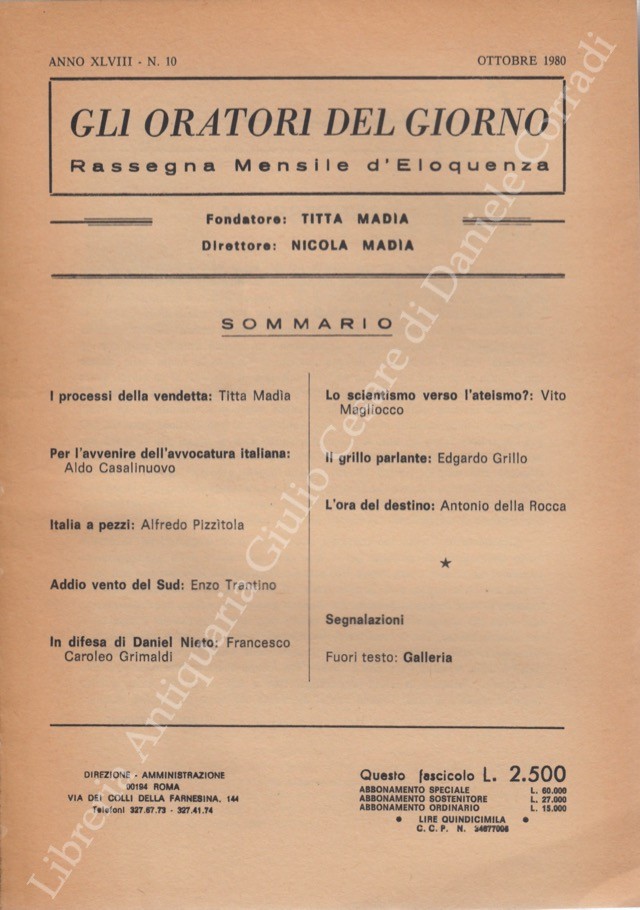 ANNO XLVIII - N. 10
OTTOBRE 1980
GLI ORATORI DEL GIORNO
Rassegna Mensile d'Eloquenza
Fondatore: TITTA MADIA
Direttore: NICOLA MADÌA
SOMMARIO
I processi della vendetta: Titta Madìa
Per l'avvenire dell'avvocatura italiana:
Aldo Casalinuovo
Italia a pezzi: Alfredo Pizzìtola
Addio vento del Sud: Enzo Trantino
In difesa di Daniel Nieto: Francesco
Caroleo Grimaldi
Lo scientismo verso l'ateismo?: Vito
Magliocco
Il grillo parlante: Edgardo Grillo
L'ora del destino: Antonio della Rocca
★
Segnalazioni
Fuori testo: Galleria
DIREZIONE - AMMINISTRAZIONE
00194 ROMA
VIA DEI COLLI DELLA FARNESINA, 144
Telefoni 327.67.73 - 327.41.74
Questo fascicolo L. 2.500
ABBONAMENTO SPECIALE L. 60.000
ABBONAMENTO SOSTENITORE L. 27.000
ABBONAMENTO ORDINARIO L. 15.000
● LIRE QUINDICIMILA ●
C. C. P. N.
Libreria Antiquaria Giulio Cesare di Daniele Corradi